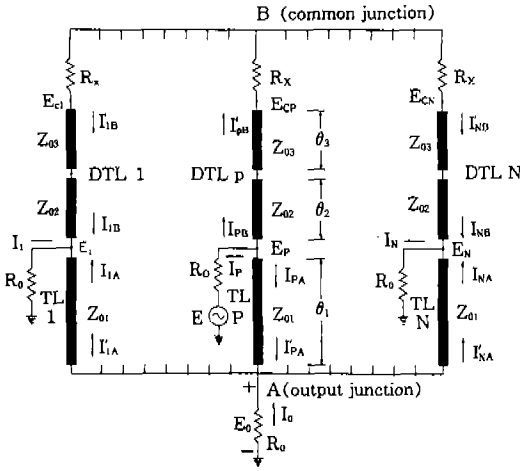 B (common junction)
Rx RX RX
Ec1 ECP ECN
I1B I'pB INB
Z03 Z03 θ3 Z03
DTL 1 DTL p DTL N
Z02 Z02 θ2 Z02
I1B IPB INB
I1 E1 EP IN EN
R0 I1A RO IP IPA R0 INA
TL 1 Z01 E TL P Z01 θ1 TL N Z01
I'1A I'PA I'NA
+ A(output junction)
E0 I0
− R0